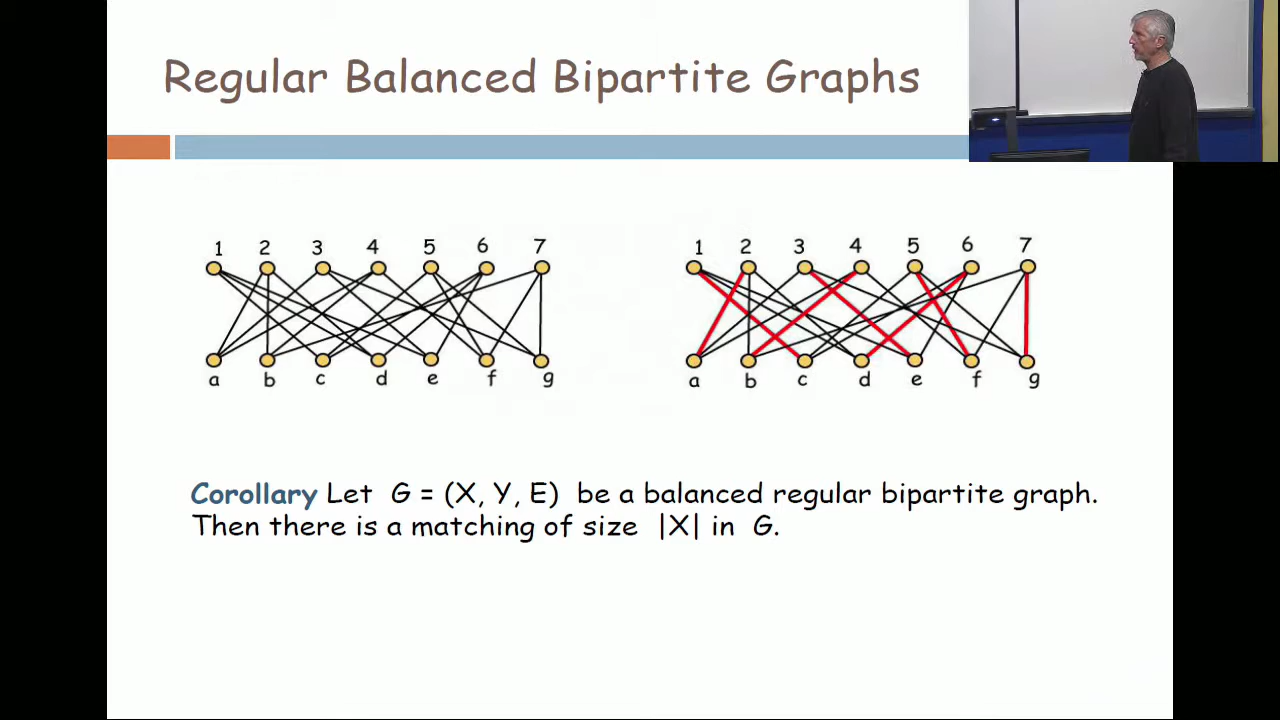 Regular Balanced Bipartite Graphs
1 2 3 4 5 6 7
a b c d e f g
1 2 3 4 5 6 7
a b c d e f g
Corollary Let G = (X, Y, E) be a balanced regular bipartite graph.
Then there is a matching of size |X| in G.